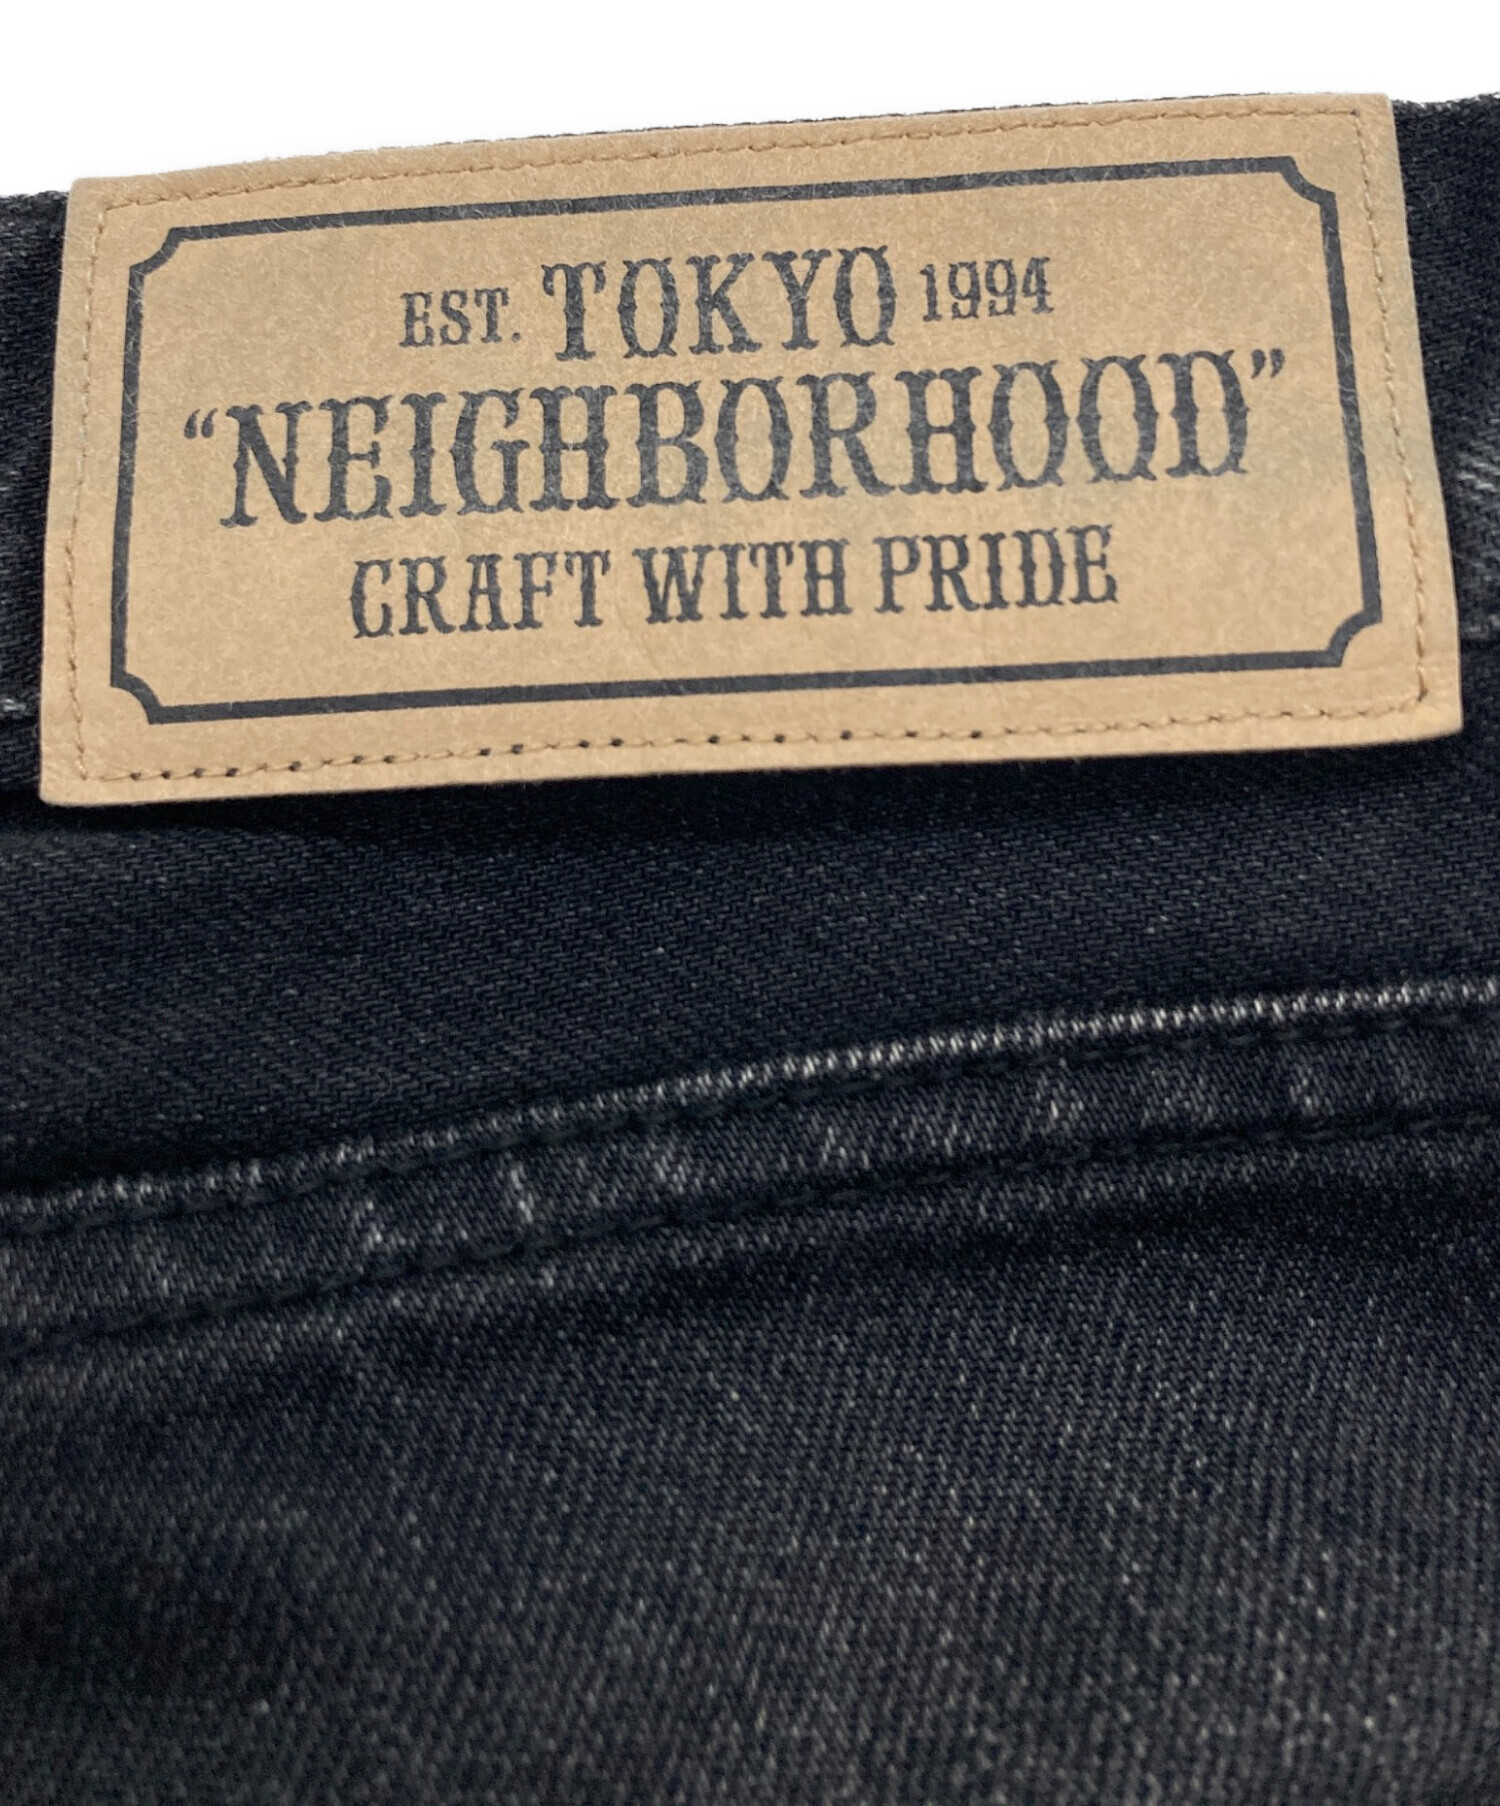 EST. TOKYO 1994
“NEIGHBORHOOD”
CRAFT WITH PRIDE